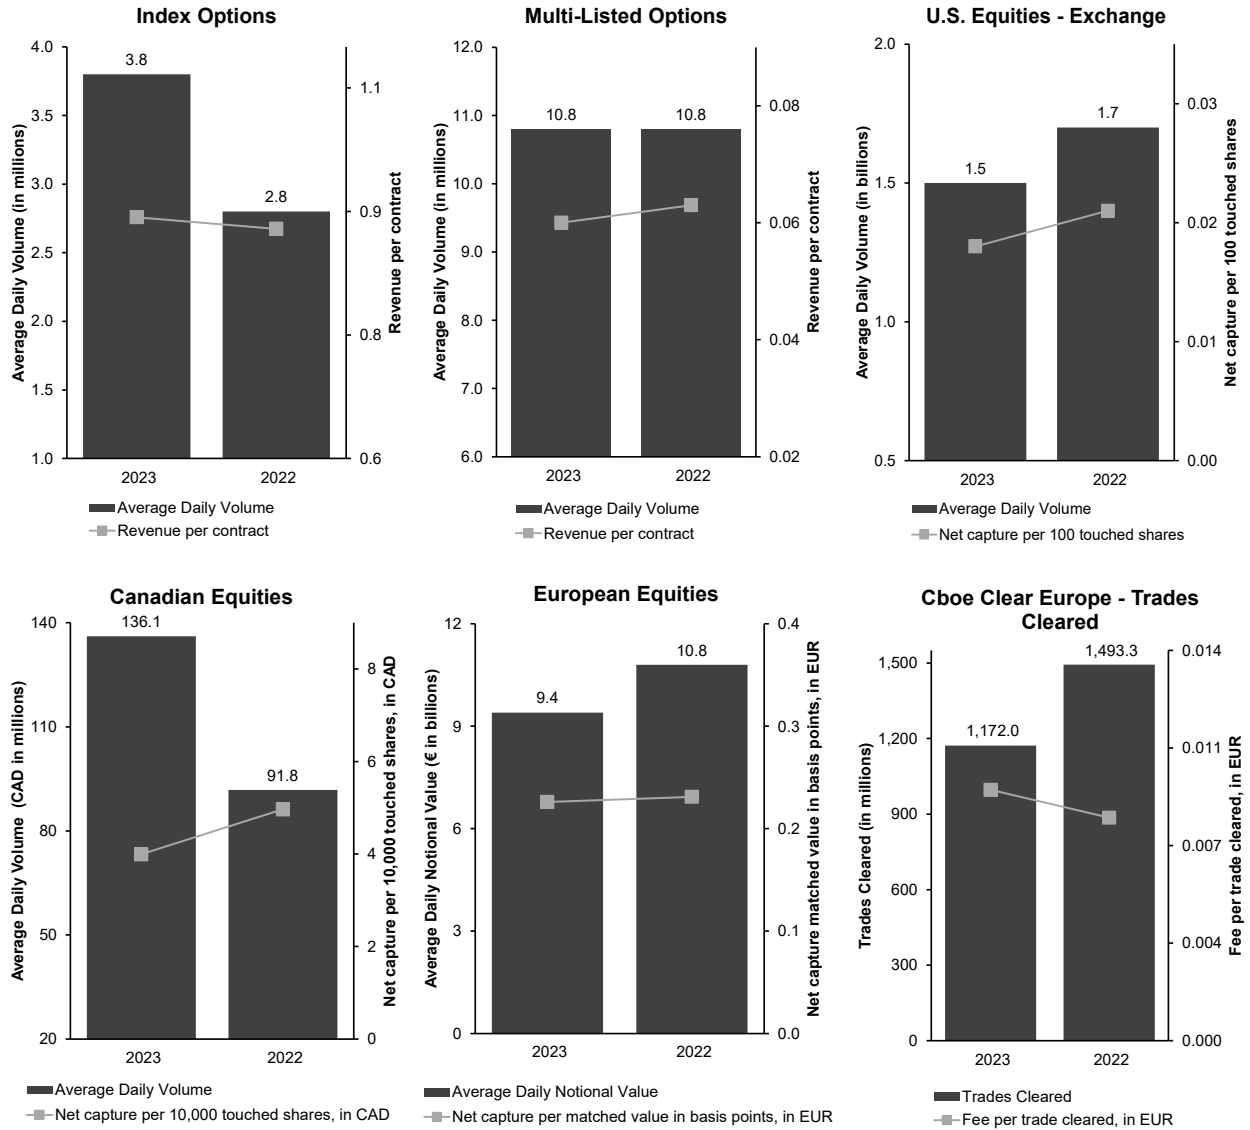 Index Options
Average Daily Volume (in millions)
4.0
3.5
3.0
2.5
2.0
1.5
1.0
3.8
2.8
1.1
0.9
0.8
0.6
Revenue per contract
2023
2022
Average Daily Volume
Revenue per contract
Multi-Listed Options
Average Daily Volume (in millions)
12.0
11.0
10.0
9.0
8.0
7.0
6.0
10.8
10.8
0.08
0.06
0.04
0.02
Revenue per contract
2023
2022
Average Daily Volume
Revenue per contract
U.S. Equities - Exchange
Average Daily Volume (in billions)
2.0
1.5
1.0
0.5
1.5
1.7
0.03
0.02
0.01
0.00
Net capture per 100 touched shares
2023
2022
Average Daily Volume
Net capture per 100 touched shares
Canadian Equities
Average Daily Volume (CAD in millions)
140
110
80
50
20
136.1
91.8
8
6
4
2
0
Net capture per 10,000 touched shares, in CAD
2023
2022
Average Daily Volume
Net capture per 10,000 touched shares, in CAD
European Equities
Average Daily Notional Value (€ in billions)
12
9
6
3
0
9.4
10.8
0.4
0.3
0.2
0.1
0.0
Net capture matched value in basis points, in EUR
2023
2022
Average Daily Notional Value
Net capture per matched value in basis points, in EUR
Cboe Clear Europe - Trades
Cleared
Trades Cleared (in millions)
1,500
1,200
900
600
300
0
1,172.0
1,493.3
0.014
0.011
0.007
0.004
0.000
Fee per trade cleared, in EUR
2023
2022
Trades Cleared
Fee per trade cleared, in EUR